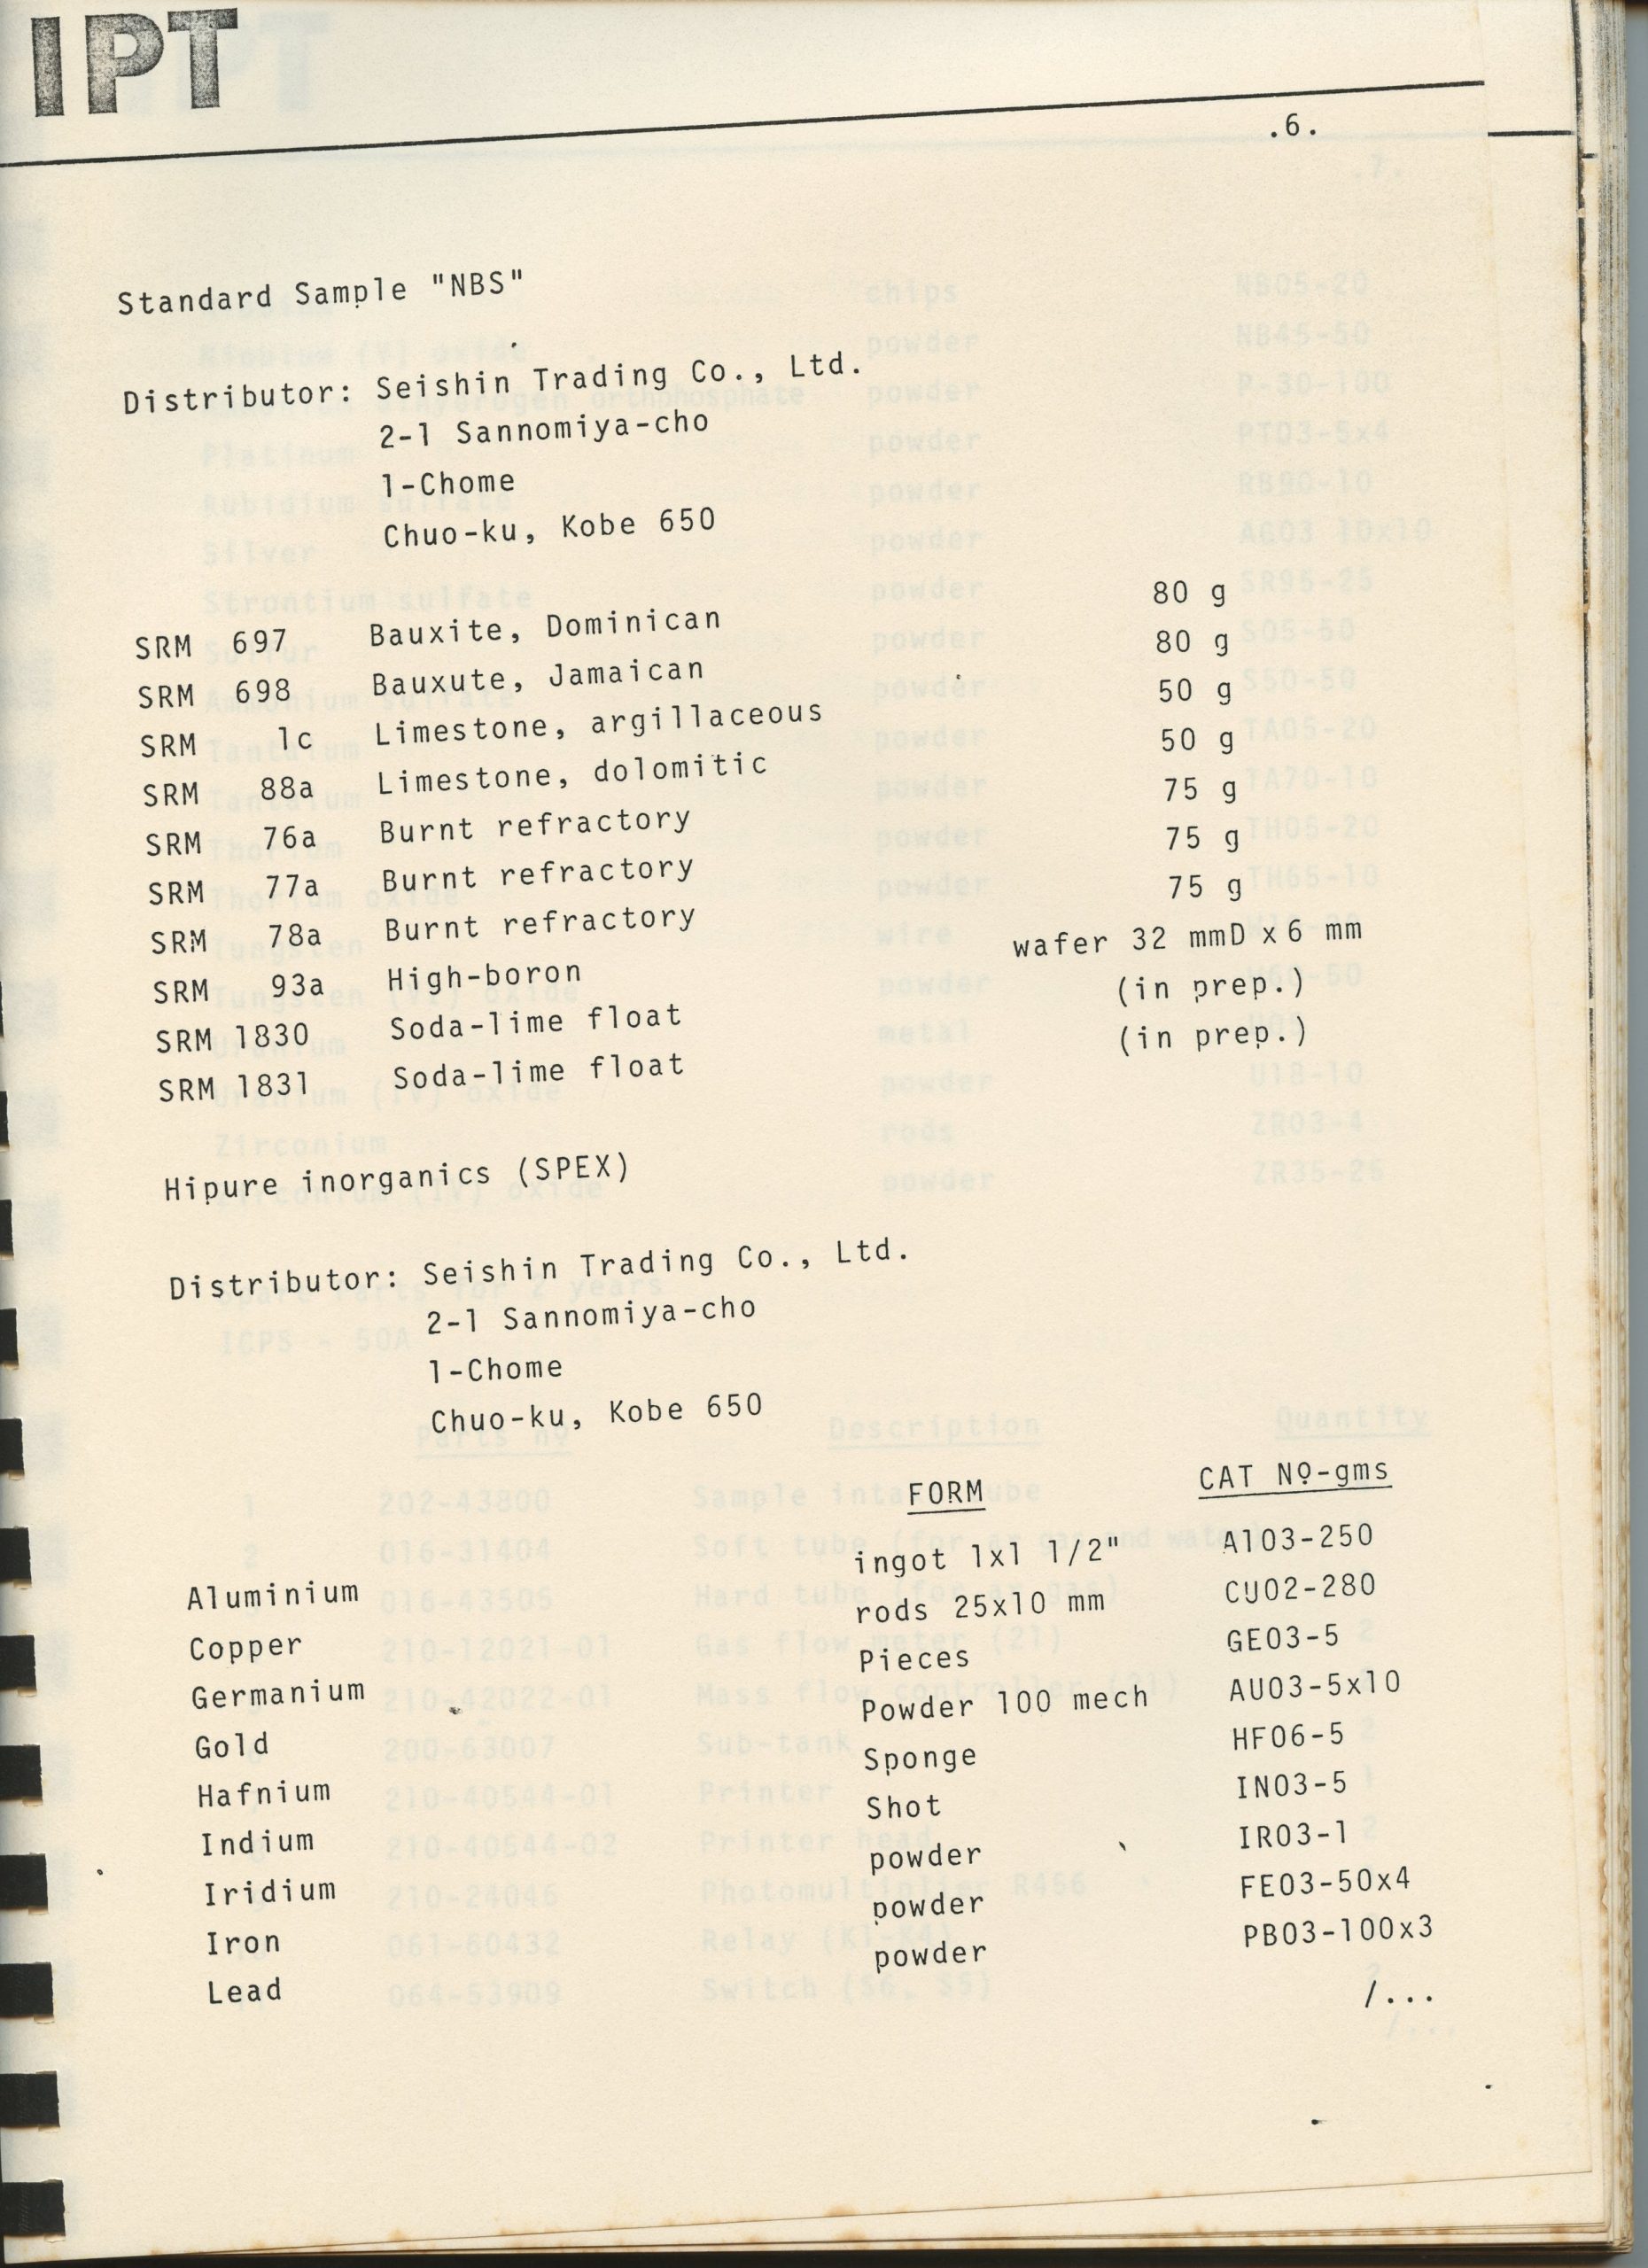 IPT
.6.
Standard Sample "NBS"
Distributor: Seishin Trading Co., Ltd.
2-1 Sannomiya-cho
1-Chome
Chuo-ku, Kobe 650
SRM 697 Bauxite, Dominican 80 g
SRM 698 Bauxute, Jamaican 80 g
SRM 1c Limestone, argillaceous 50 g
SRM 88a Limestone, dolomitic 50 g
SRM 76a Burnt refractory 75 g
SRM 77a Burnt refractory 75 g
SRM 78a Burnt refractory 75 g
SRM 93a High-boron wafer 32 mmD x 6 mm
SRM 1830 Soda-lime float (in prep.)
SRM 1831 Soda-lime float (in prep.)
Hipure inorganics (SPEX)
Distributor: Seishin Trading Co., Ltd.
2-1 Sannomiya-cho
1-Chome
Chuo-ku, Kobe 650
FORM CAT Nº-gms
Aluminium ingot 1x1 1/2" A103-250
Copper rods 25x10 mm CU02-280
Germanium Pieces GE03-5
Gold Powder 100 mech AU03-5x10
Hafnium Sponge HF06-5
Indium Shot IN03-5
Iridium powder IR03-1
Iron powder FE03-50x4
Lead powder PB03-100x3
/...